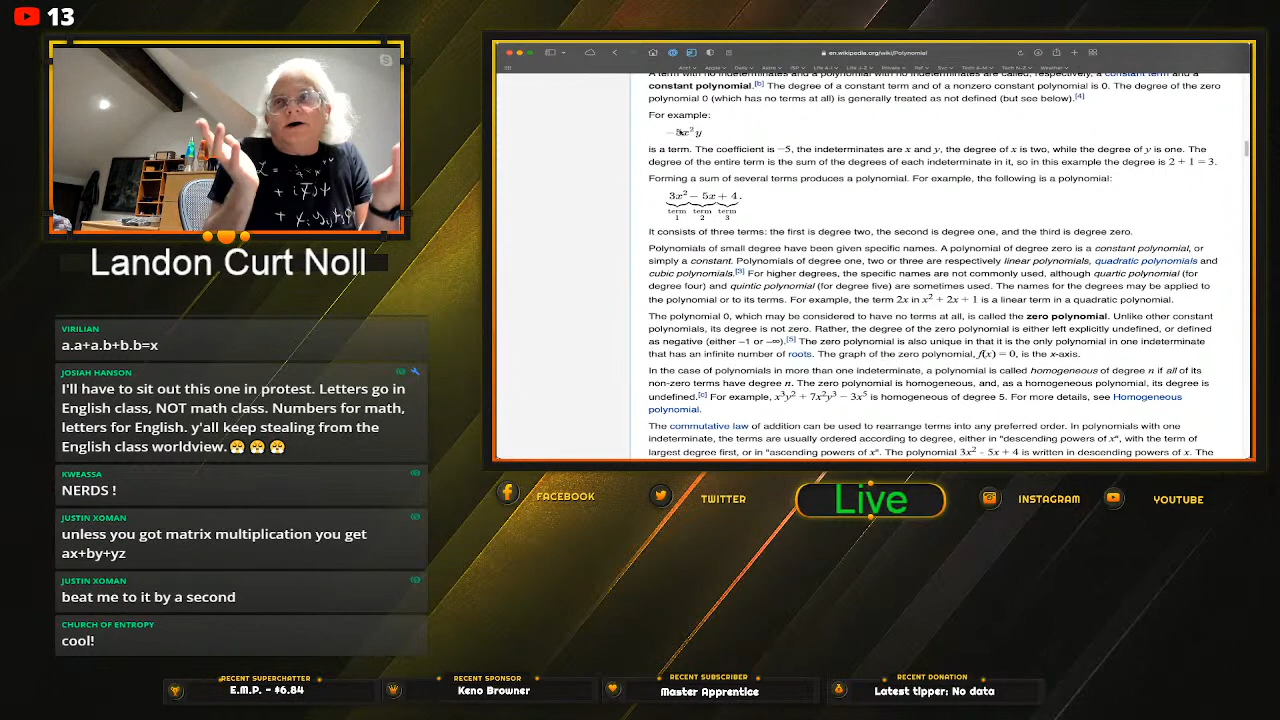 13
Landon Curt Noll
VIRILIAN
a.a+a.b+b.b=x
JOSIAH HANSON
I'll have to sit out this one in protest. Letters go in
English class, NOT math class. Numbers for math,
letters for English. y'all keep stealing from the
English class worldview. 😤 😤 😤
KWEASSA
NERDS !
JUSTIN XOMAN
unless you got matrix multiplication you get
ax+by+yz
JUSTIN XOMAN
beat me to it by a second
CHURCH OF ENTROPY
cool!
en.wikipedia.org/wiki/Polynomial
A term with no indeterminates and a polynomial with no indeterminates are called, respectively, a constant term and a
constant polynomial.[b] The degree of a constant term and of a nonzero constant polynomial is 0. The degree of the zero
polynomial 0 (which has no terms at all) is generally treated as not defined (but see below).[4]
For example:
−5x²y
is a term. The coefficient is −5, the indeterminates are x and y, the degree of x is two, while the degree of y is one. The
degree of the entire term is the sum of the degrees of each indeterminate in it, so in this example the degree is 2 + 1 = 3.
Forming a sum of several terms produces a polynomial. For example, the following is a polynomial:
3x² − 5x + 4.
term term term
1 2 3
It consists of three terms: the first is degree two, the second is degree one, and the third is degree zero.
Polynomials of small degree have been given specific names. A polynomial of degree zero is a constant polynomial, or
simply a constant. Polynomials of degree one, two or three are respectively linear polynomials, quadratic polynomials and
cubic polynomials.[3] For higher degrees, the specific names are not commonly used, although quartic polynomial (for
degree four) and quintic polynomial (for degree five) are sometimes used. The names for the degrees may be applied to
the polynomial or to its terms. For example, the term 2x in x² + 2x + 1 is a linear term in a quadratic polynomial.
The polynomial 0, which may be considered to have no terms at all, is called the zero polynomial. Unlike other constant
polynomials, its degree is not zero. Rather, the degree of the zero polynomial is either left explicitly undefined, or defined
as negative (either −1 or −∞).[5] The zero polynomial is also unique in that it is the only polynomial in one indeterminate
that has an infinite number of roots. The graph of the zero polynomial, f(x) = 0, is the x-axis.
In the case of polynomials in more than one indeterminate, a polynomial is called homogeneous of degree n if all of its
non-zero terms have degree n. The zero polynomial is homogeneous, and, as a homogeneous polynomial, its degree is
undefined.[c] For example, x³y² + 7x²y³ − 3x⁵ is homogeneous of degree 5. For more details, see Homogeneous
polynomial.
The commutative law of addition can be used to rearrange terms into any preferred order. In polynomials with one
indeterminate, the terms are usually ordered according to degree, either in "descending powers of x", with the term of
largest degree first, or in "ascending powers of x". The polynomial 3x² - 5x + 4 is written in descending powers of x. The
FACEBOOK
TWITTER
Live
INSTAGRAM
YOUTUBE
RECENT SUPERCHATTER
E.M.P. - $6.84
RECENT SPONSOR
Keno Browner
RECENT SUBSCRIBER
Master Apprentice
RECENT DONATION
Latest tipper: No data